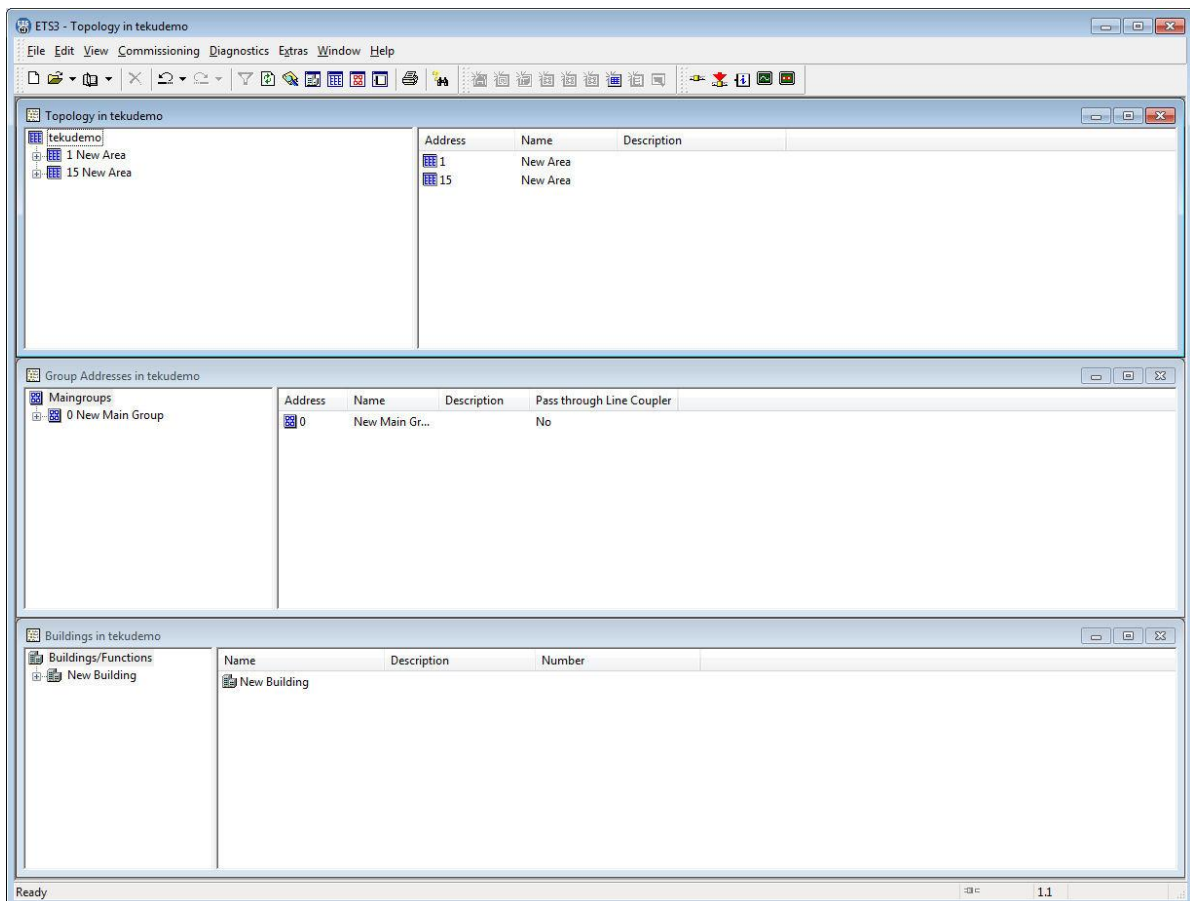 ETS3 - Topology in tekudemo
File Edit View Commissioning Diagnostics Extras Window Help
Topology in tekudemo
tekudemo
1 New Area
15 New Area
Address Name Description
1 New Area
15 New Area
Group Addresses in tekudemo
Maingroups
0 New Main Group
Address Name Description Pass through Line Coupler
0 New Main Gr... No
Buildings in tekudemo
Buildings/Functions
New Building
Name Description Number
New Building
Ready 1.1